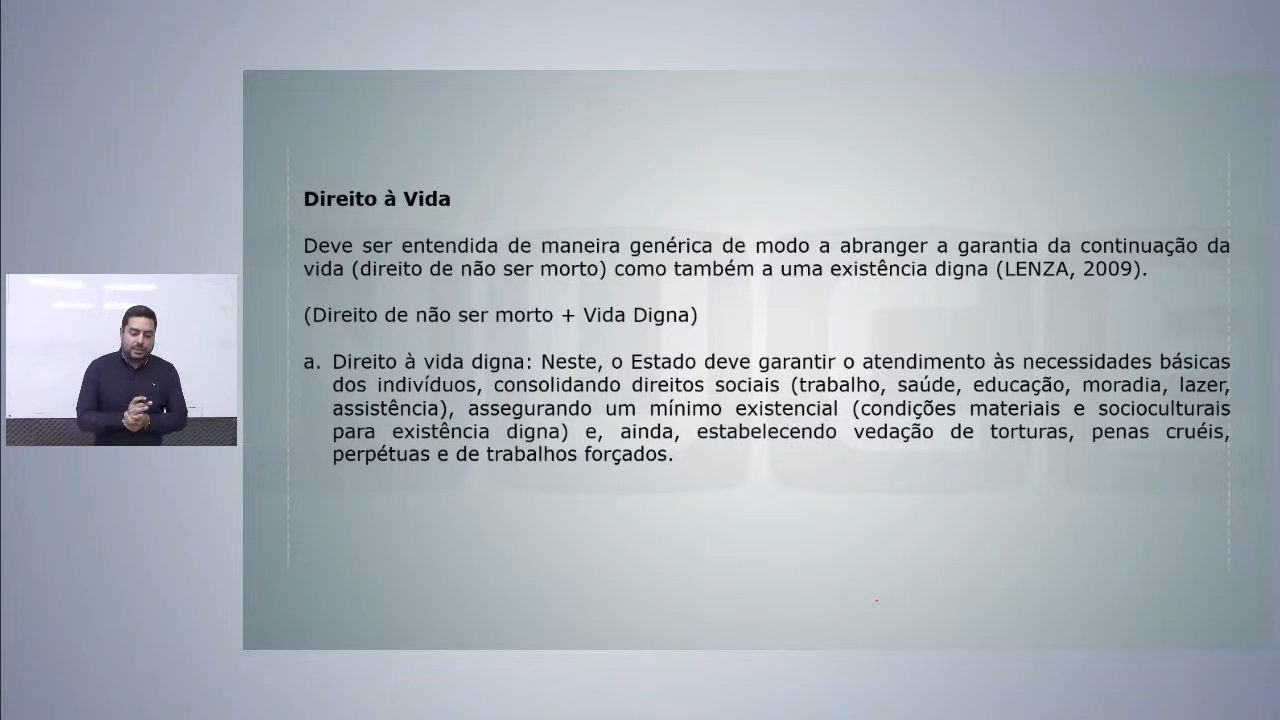 Direito à Vida
Deve ser entendida de maneira genérica de modo a abranger a garantia da continuação da
vida (direito de não ser morto) como também a uma existência digna (LENZA, 2009).
(Direito de não ser morto + Vida Digna)
a. Direito à vida digna: Neste, o Estado deve garantir o atendimento às necessidades básicas
dos indivíduos, consolidando direitos sociais (trabalho, saúde, educação, moradia, lazer,
assistência), assegurando um mínimo existencial (condições materiais e socioculturais
para existência digna) e, ainda, estabelecendo vedação de torturas, penas cruéis,
perpétuas e de trabalhos forçados.